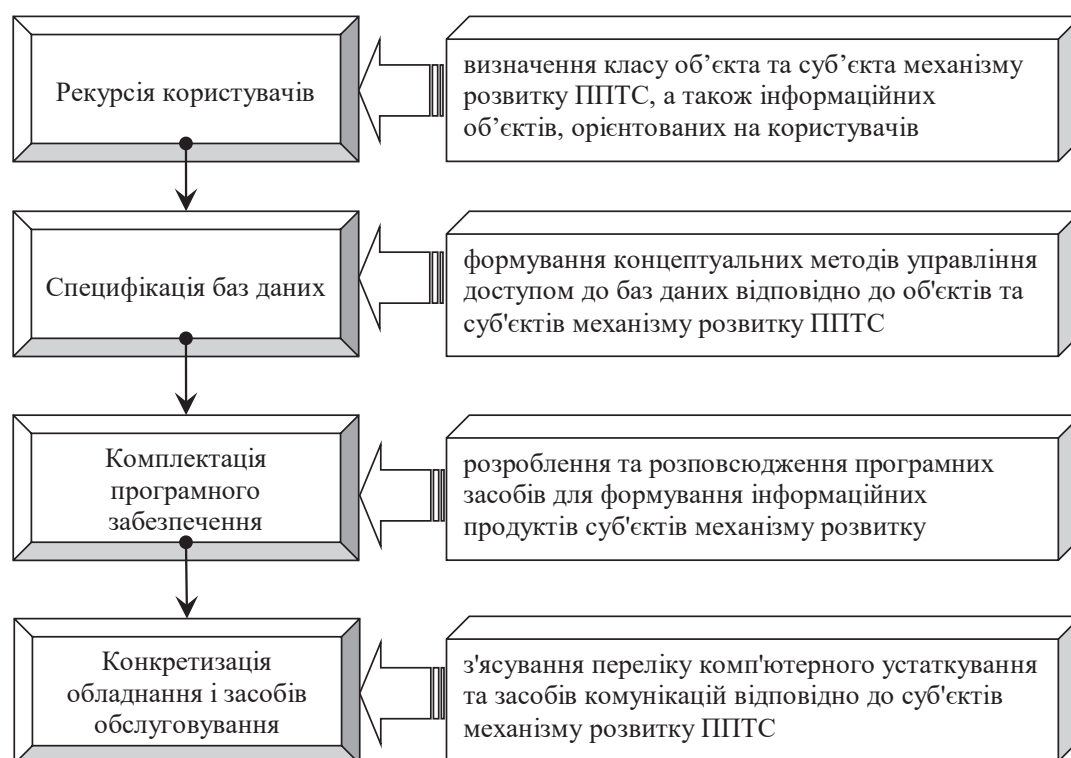 Рекурсія користувачів
визначення класу об’єкта та суб’єкта механізму
розвитку ППТС, а також інформаційних
об’єктів, орієнтованих на користувачів
Специфікація баз даних
формування концептуальних методів управління
доступом до баз даних відповідно до об'єктів та
суб'єктів механізму розвитку ППТС
Комплектація
програмного
забезпечення
розроблення та розповсюдження програмних
засобів для формування інформаційних
продуктів суб'єктів механізму розвитку
Конкретизація
обладнання і засобів
обслуговування
з'ясування переліку комп'ютерного устаткування
та засобів комунікацій відповідно до суб'єктів
механізму розвитку ППТС